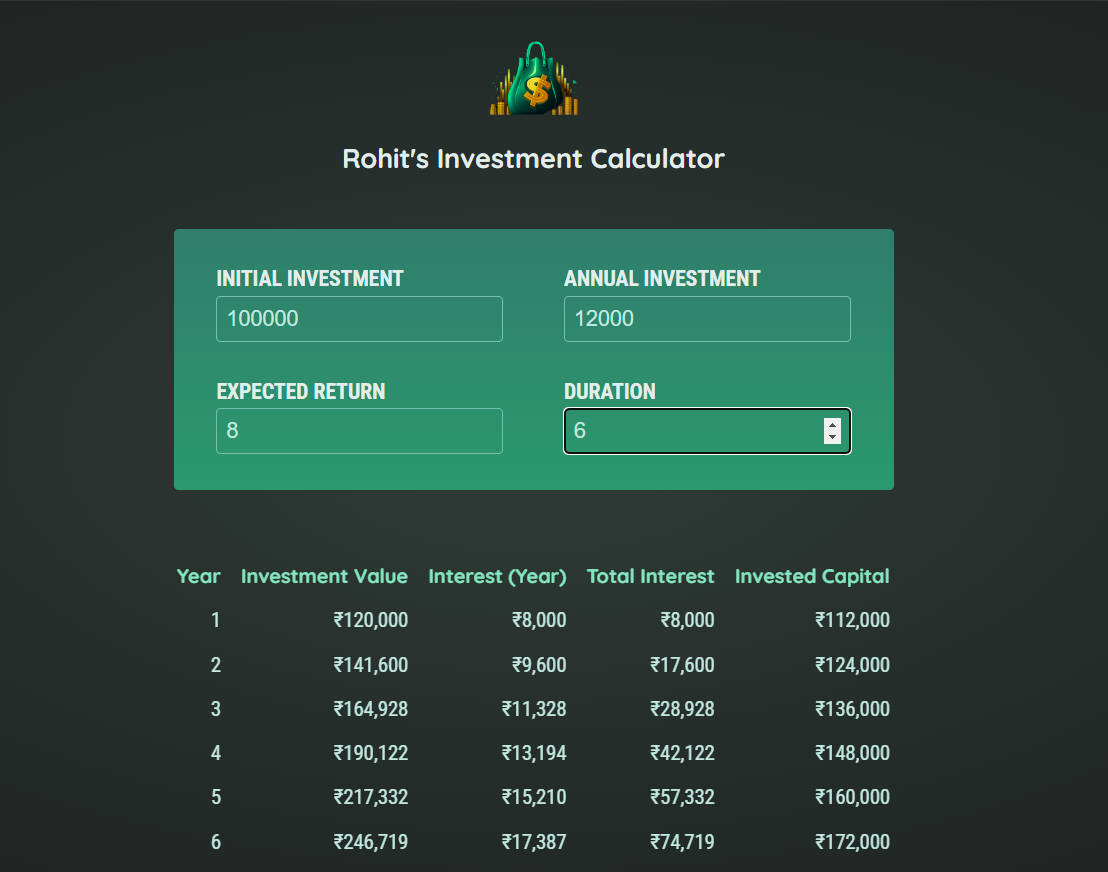 $
Rohit's Investment Calculator
INITIAL INVESTMENT ANNUAL INVESTMENT
100000 12000
EXPECTED RETURN DURATION
8 6
Year Investment Value Interest (Year) Total Interest Invested Capital
1 ₹120,000 ₹8,000 ₹8,000 ₹112,000
2 ₹141,600 ₹9,600 ₹17,600 ₹124,000
3 ₹164,928 ₹11,328 ₹28,928 ₹136,000
4 ₹190,122 ₹13,194 ₹42,122 ₹148,000
5 ₹217,332 ₹15,210 ₹57,332 ₹160,000
6 ₹246,719 ₹17,387 ₹74,719 ₹172,000